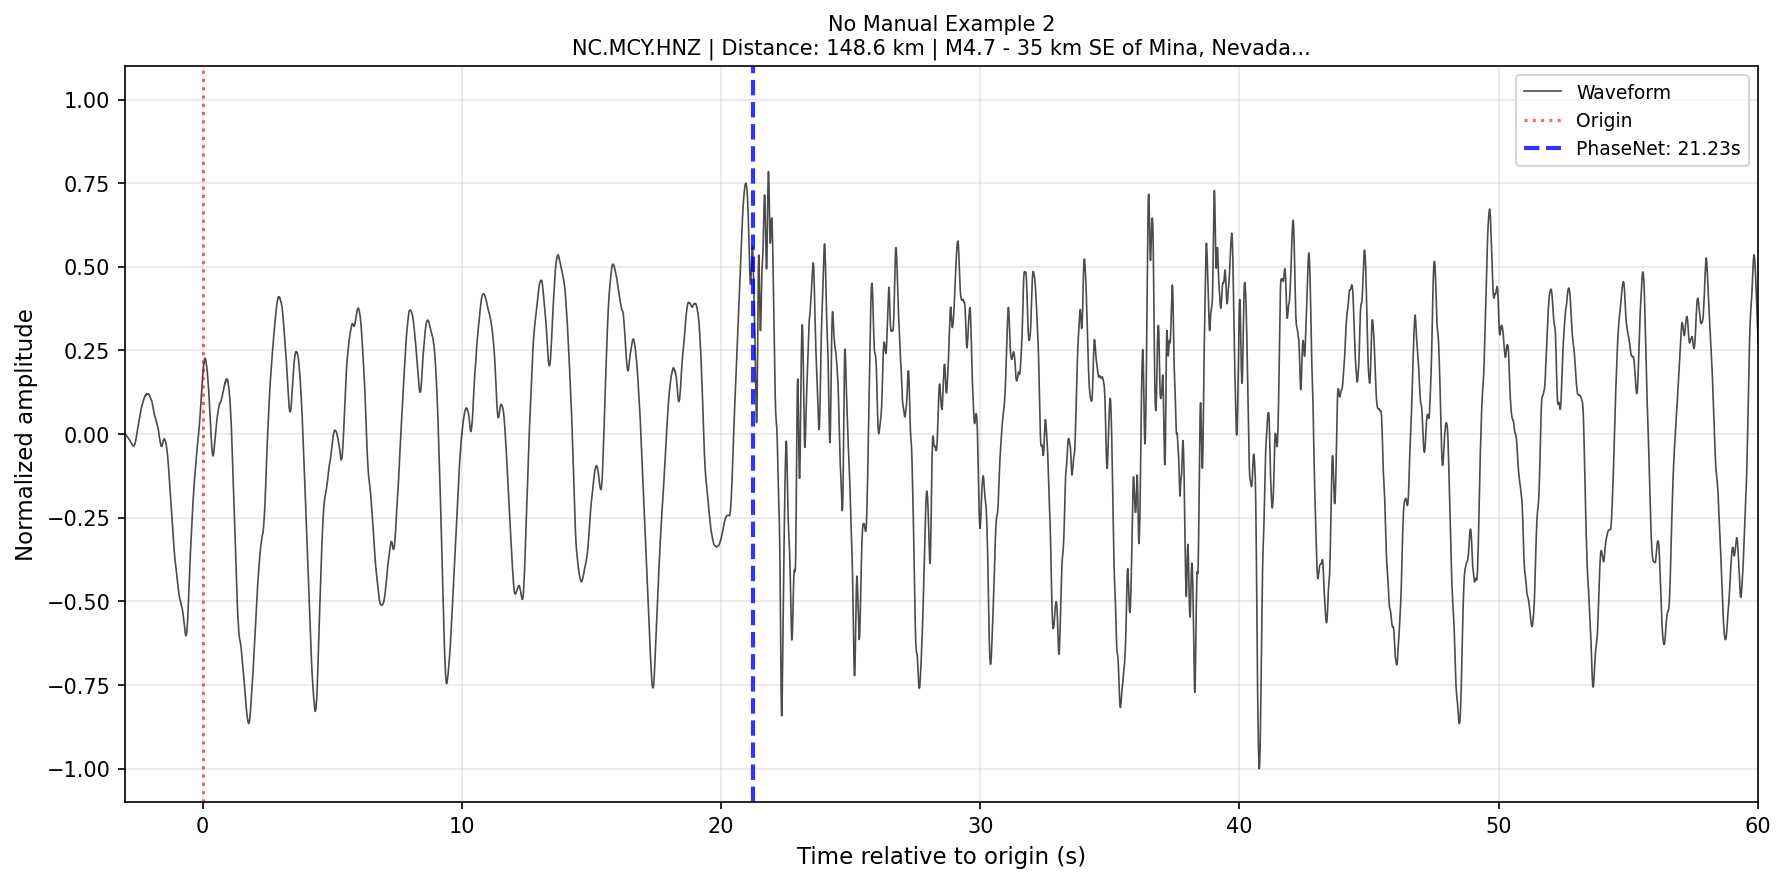 No Manual Example 2
NC.MCY.HNZ | Distance: 148.6 km | M4.7 - 35 km SE of Mina, Nevada...
Waveform
Origin
PhaseNet: 21.23s
Normalized amplitude
1.00
0.75
0.50
0.25
0.00
−0.25
−0.50
−0.75
−1.00
0
10
20
30
40
50
60
Time relative to origin (s)